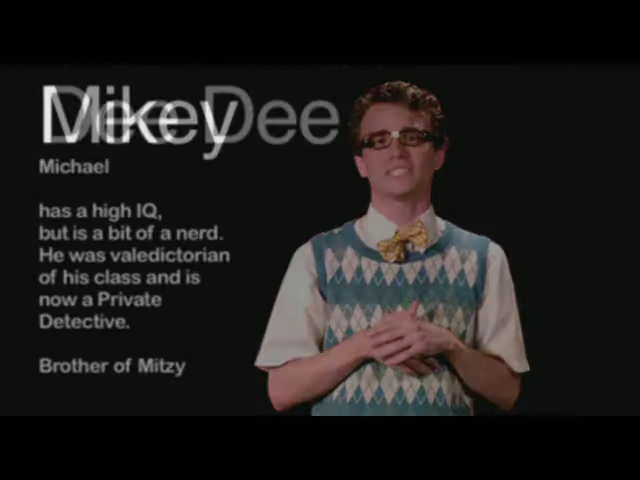 Mikey
Dee Dee
Michael
has a high IQ,
but is a bit of a nerd.
He was valedictorian
of his class and is
now a Private
Detective.
Brother of Mitzy